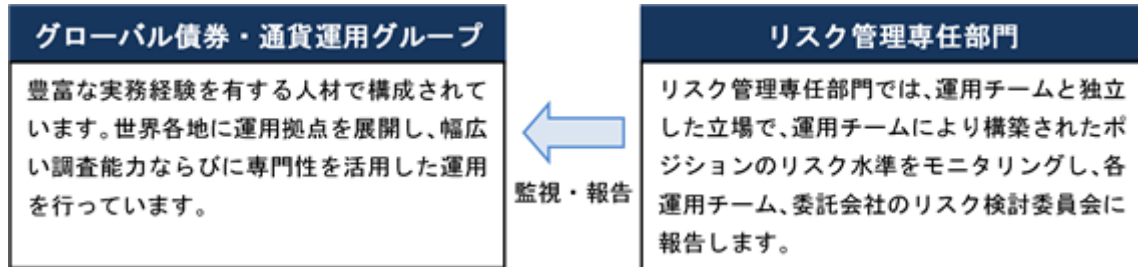 グローバル債券・通貨運用グループ
豊富な実務経験を有する人材で構成されて
います。世界各地に運用拠点を展開し、幅広
い調査能力ならびに専門性を活用した運用
を行っています。
監視・報告
リスク管理専任部門
リスク管理専任部門では、運用チームと独立
した立場で、運用チームにより構築されたポ
ジションのリスク水準をモニタリングし、各
運用チーム、委託会社のリスク検討委員会に
報告します。